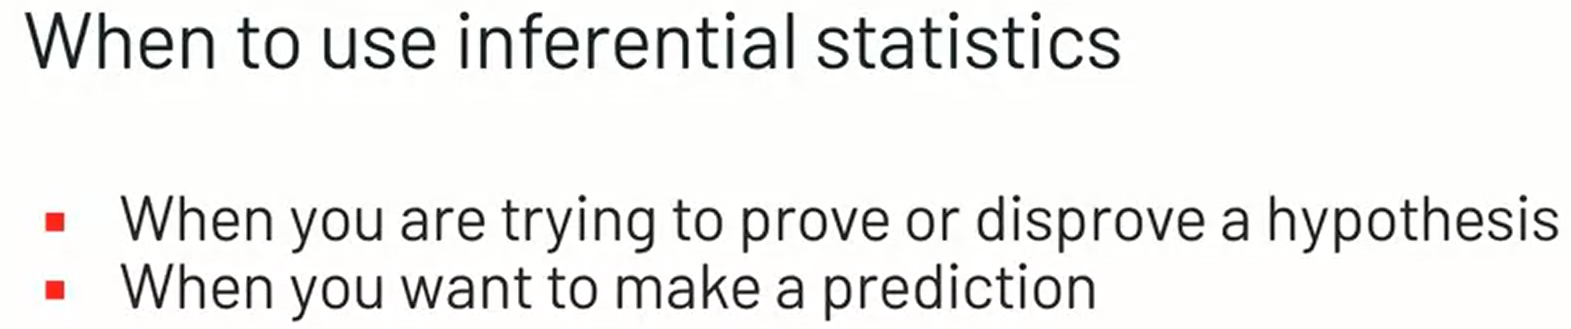 When to use inferential statistics
When you are trying to prove or disprove a hypothesis
When you want to make a prediction